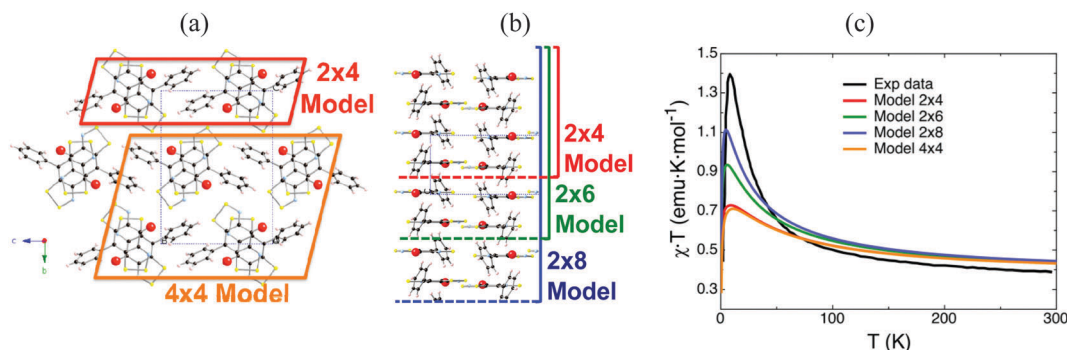 (a)
2x4
Model
4x4 Model
c
b
(b)
2x4
Model
2x6
Model
2x8
Model
(c)
χ·T (emu·K·mol⁻¹)
1.5
1.3
1.1
0.9
0.7
0.5
0.3
Exp data
Model 2x4
Model 2x6
Model 2x8
Model 4x4
0
100
200
300
T (K)